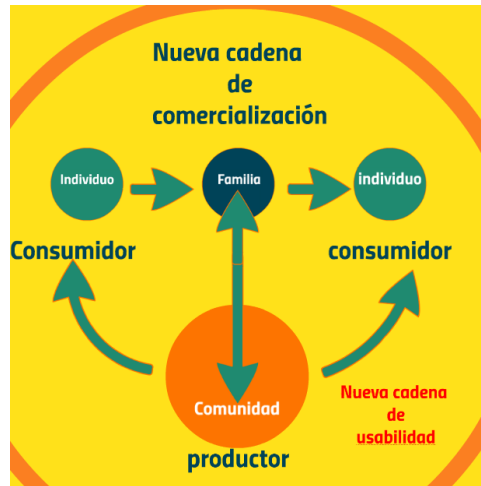 Nueva cadena
de
comercialización
Individuo
Familia
individuo
Consumidor
consumidor
Comunidad
Nueva cadena
de
usabilidad
productor